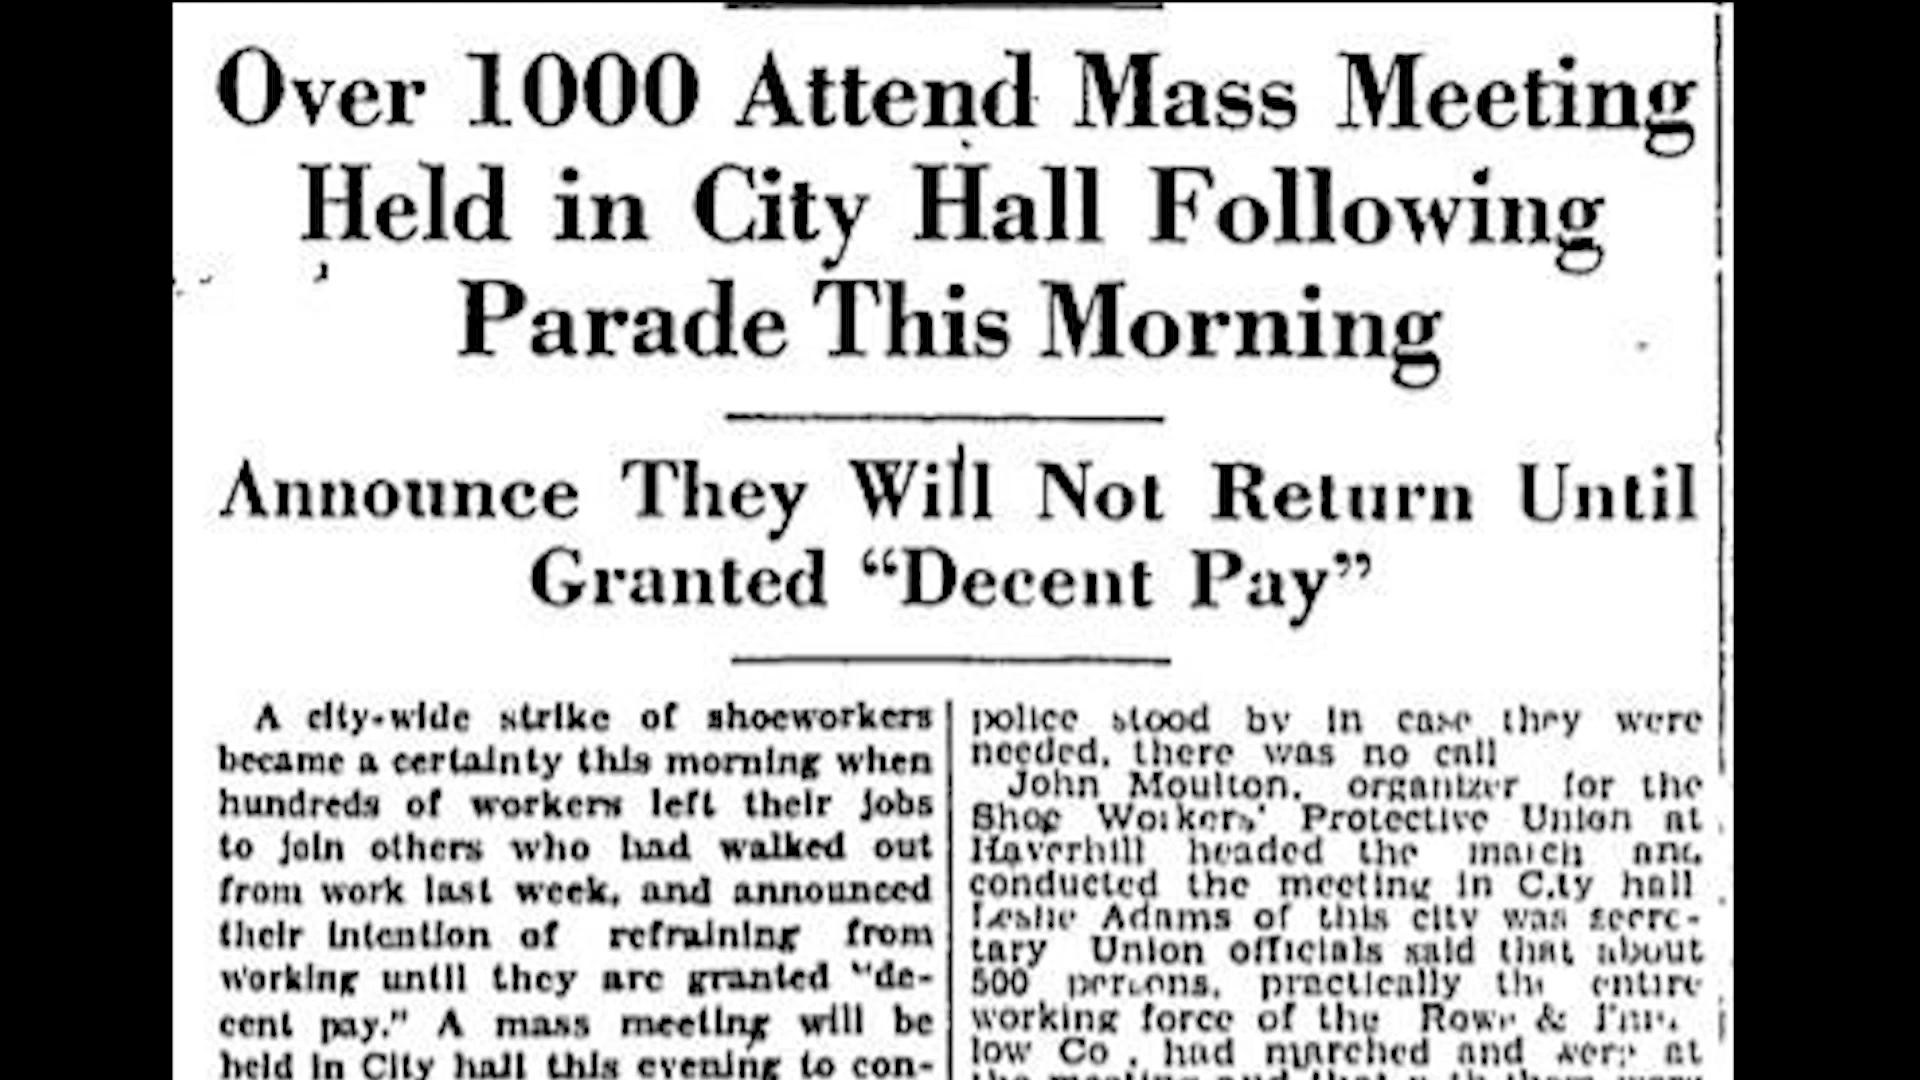 Over 1000 Attend Mass Meeting
Held in City Hall Following
Parade This Morning
Announce They Will Not Return Until
Granted “Decent Pay”
A city-wide strike of shoeworkers
became a certainty this morning when
hundreds of workers left their jobs
to join others who had walked out
from work last week, and announced
their intention of refraining from
working until they are granted “de-
cent pay.” A mass meeting will be
held in City hall this evening to con-
police stood by in case they were
needed, there was no call
John Moulton, organizer for the
Shoe Workers' Protective Union at
Haverhill headed the march and
conducted the meeting in City hall
Leslie Adams of this city was secre-
tary Union officials said that about
500 persons, practically the entire
working force of the Rowe &
low Co., had marched and were at